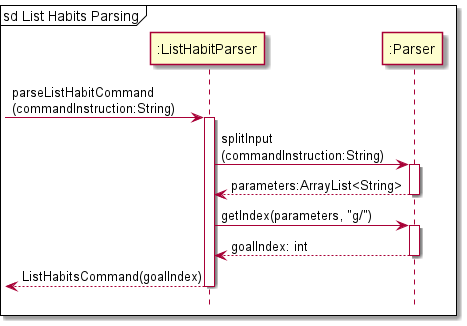 sd List Habits Parsing
:ListHabitParser
:Parser
parseListHabitCommand
(commandInstruction:String)
splitInput
(commandInstruction:String)
parameters:ArrayList<String>
getIndex(parameters, "g/")
goalIndex: int
ListHabitsCommand(goalIndex)